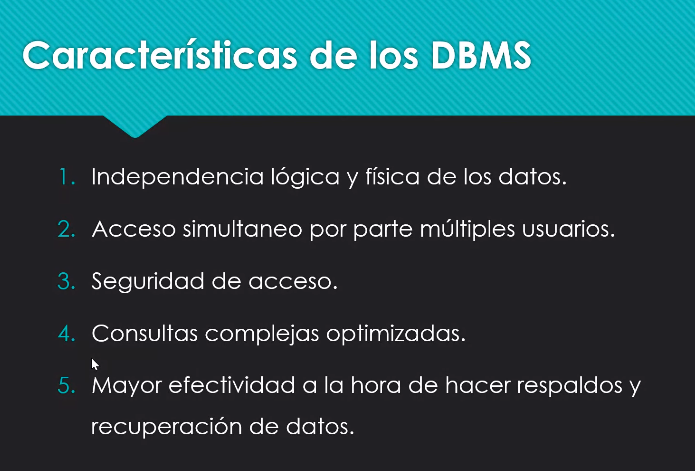 Características de los DBMS
1. Independencia lógica y física de los datos.
2. Acceso simultaneo por parte múltiples usuarios.
3. Seguridad de acceso.
4. Consultas complejas optimizadas.
5. Mayor efectividad a la hora de hacer respaldos y
recuperación de datos.